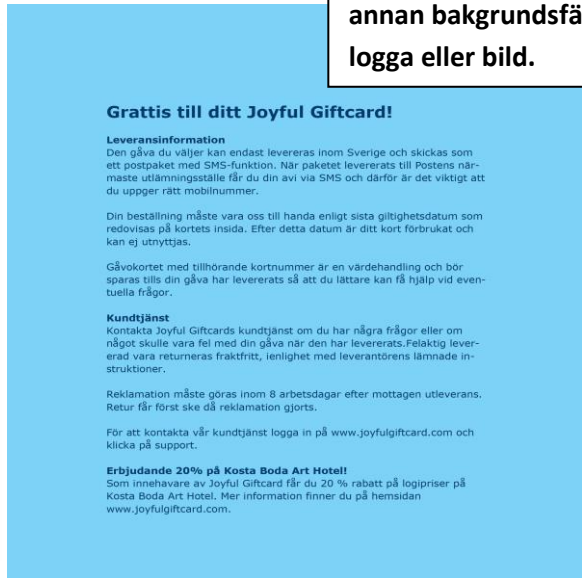 annan bakgrundsfä
logga eller bild.
Grattis till ditt Joyful Giftcard!
Leveransinformation
Den gåva du väljer kan endast levereras inom Sverige och skickas som
ett postpaket med SMS-funktion. När paketet levererats till Postens när-
maste utlämningsställe får du din avi via SMS och därför är det viktigt att
du uppger rätt mobilnummer.
Din beställning måste vara oss till handa enligt sista giltighetsdatum som
redovisas på kortets insida. Efter detta datum är ditt kort förbrukat och
kan ej utnyttjas.
Gåvokortet med tillhörande kortnummer är en värdehandling och bör
sparas tills din gåva har levererats så att du lättare kan få hjälp vid even-
tuella frågor.
Kundtjänst
Kontakta Joyful Giftcards kundtjänst om du har några frågor eller om
något skulle vara fel med din gåva när den har levererats.Felaktig lever-
erad vara returneras fraktfritt, ienlighet med leverantörens lämnade in-
struktioner.
Reklamation måste göras inom 8 arbetsdagar efter mottagen utleverans.
Retur får först ske då reklamation gjorts.
För att kontakta vår kundtjänst logga in på www.joyfulgiftcard.com och
klicka på support.
Erbjudande 20% på Kosta Boda Art Hotel!
Som innehavare av Joyful Giftcard får du 20 % rabatt på logipriser på
Kosta Boda Art Hotel. Mer information finner du på hemsidan
www.joyfulgiftcard.com.